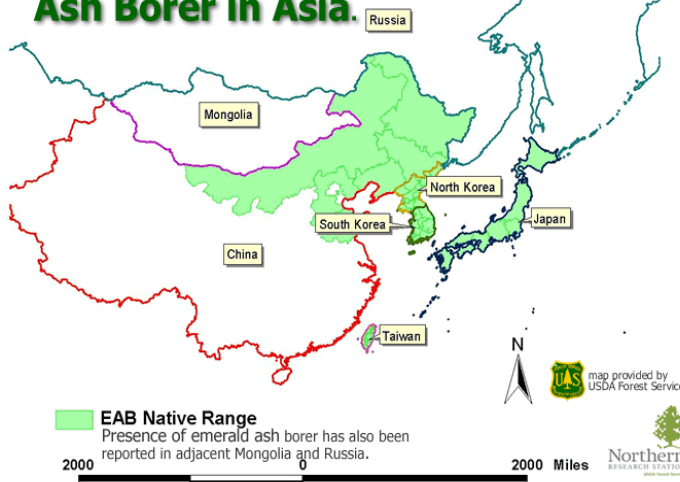 Ash Borer in Asia.
Russia
Mongolia
North Korea
South Korea
Japan
China
Taiwan
N
U S
map provided by
USDA Forest Service
EAB Native Range
Presence of emerald ash borer has also been
reported in adjacent Mongolia and Russia.
2000 0 2000 Miles
Northern
RESEARCH STATIO